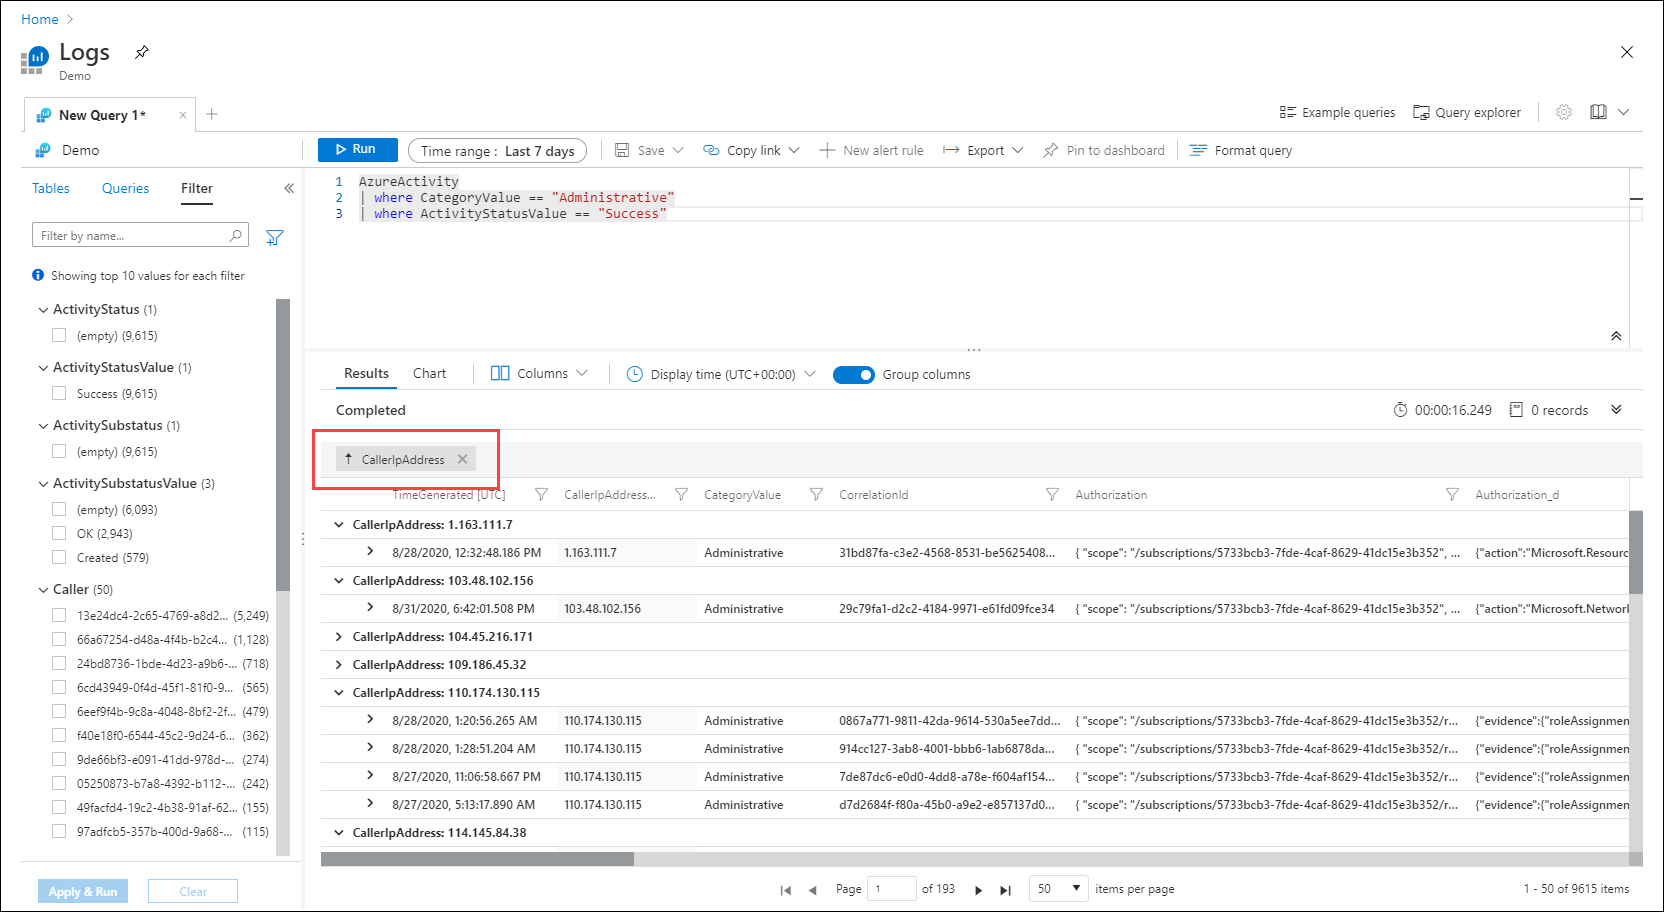 Home
Logs
Demo
New Query 1*
Example queries
Query explorer
Demo
Run
Time range : Last 7 days
Save
Copy link
New alert rule
Export
Pin to dashboard
Format query
Tables
Queries
Filter
Filter by name...
Showing top 10 values for each filter
ActivityStatus (1)
(empty) (9,615)
ActivityStatusValue (1)
Success (9,615)
ActivitySubstatus (1)
(empty) (9,615)
ActivitySubstatusValue (3)
(empty) (6,093)
OK (2,943)
Created (579)
Caller (50)
13e24dc4-2c65-4769-a8d2... (5,249)
66a67254-d48a-4f4b-b2c4... (1,128)
24bd8736-1bde-4d23-a9b6-... (718)
6cd43949-0f4d-45f1-81f0-9... (565)
6eef9f4b-9c8a-4048-8bf2-2f... (479)
f40e18f0-6544-45c2-9d24-6... (362)
9de66bf3-e091-41dd-978d-... (274)
05250873-b7a8-4392-b112-... (242)
49facfd4-19c2-4b38-91af-62... (155)
97adfcb5-357b-400d-9a68-... (115)
Apply & Run
Clear
1 AzureActivity
2 | where CategoryValue == "Administrative"
3 | where ActivityStatusValue == "Success"
Results
Chart
Columns
Display time (UTC+00:00)
Group columns
Completed
00:00:16.249
0 records
CallerIpAddress
TimeGenerated [UTC] CallerIpAddress... CategoryValue CorrelationId Authorization Authorization_d
CallerIpAddress: 1.163.111.7
8/28/2020, 12:32:48.186 PM 1.163.111.7 Administrative 31bd87fa-c3e2-4568-8531-be5625408... { "scope": "/subscriptions/5733bcb3-7fde-4caf-8629-41dc15e3b352", ... {"action":"Microsoft.Resourc
CallerIpAddress: 103.48.102.156
8/31/2020, 6:42:01.508 PM 103.48.102.156 Administrative 29c79fa1-d2c2-4184-9971-e61fd09fce34 { "scope": "/subscriptions/5733bcb3-7fde-4caf-8629-41dc15e3b352", ... {"action":"Microsoft.Network
CallerIpAddress: 104.45.216.171
CallerIpAddress: 109.186.45.32
CallerIpAddress: 110.174.130.115
8/28/2020, 1:20:56.265 AM 110.174.130.115 Administrative 0867a771-9811-42da-9614-530a5ee7dd... { "scope": "/subscriptions/5733bcb3-7fde-4caf-8629-41dc15e3b352/r... {"evidence":{"roleAssignmen
8/28/2020, 1:28:51.204 AM 110.174.130.115 Administrative 914cc127-3ab8-4001-bbb6-1ab6878da... { "scope": "/subscriptions/5733bcb3-7fde-4caf-8629-41dc15e3b352/r... {"evidence":{"roleAssignmen
8/27/2020, 11:06:58.667 PM 110.174.130.115 Administrative 7de87dc6-e0d0-4dd8-a78e-f604af154... { "scope": "/subscriptions/5733bcb3-7fde-4caf-8629-41dc15e3b352/r... {"evidence":{"roleAssignmen
8/27/2020, 5:13:17.890 AM 110.174.130.115 Administrative d7d2684f-f80a-45b0-a9e2-e857137d0... { "scope": "/subscriptions/5733bcb3-7fde-4caf-8629-41dc15e3b352/r... {"evidence":{"roleAssignmen
CallerIpAddress: 114.145.84.38
Page 1 of 193
50 items per page
1 - 50 of 9615 items